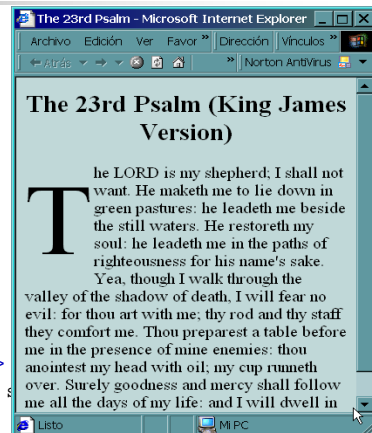 The 23rd Psalm - Microsoft Internet Explorer
Archivo Edición Ver Favor » Dirección Vínculos »
Atrás » Norton AntiVirus
The 23rd Psalm (King James
Version)
The LORD is my shepherd; I shall not
want. He maketh me to lie down in
green pastures: he leadeth me beside
the still waters. He restoreth my
soul: he leadeth me in the paths of
righteousness for his name's sake.
Yea, though I walk through the
valley of the shadow of death, I will fear no
evil: for thou art with me; thy rod and thy staff
they comfort me. Thou preparest a table before
me in the presence of mine enemies: thou
> anointest my head with oil; my cup runneth
s over. Surely goodness and mercy shall follow
me all the days of my life: and I will dwell in
Listo Mi PC